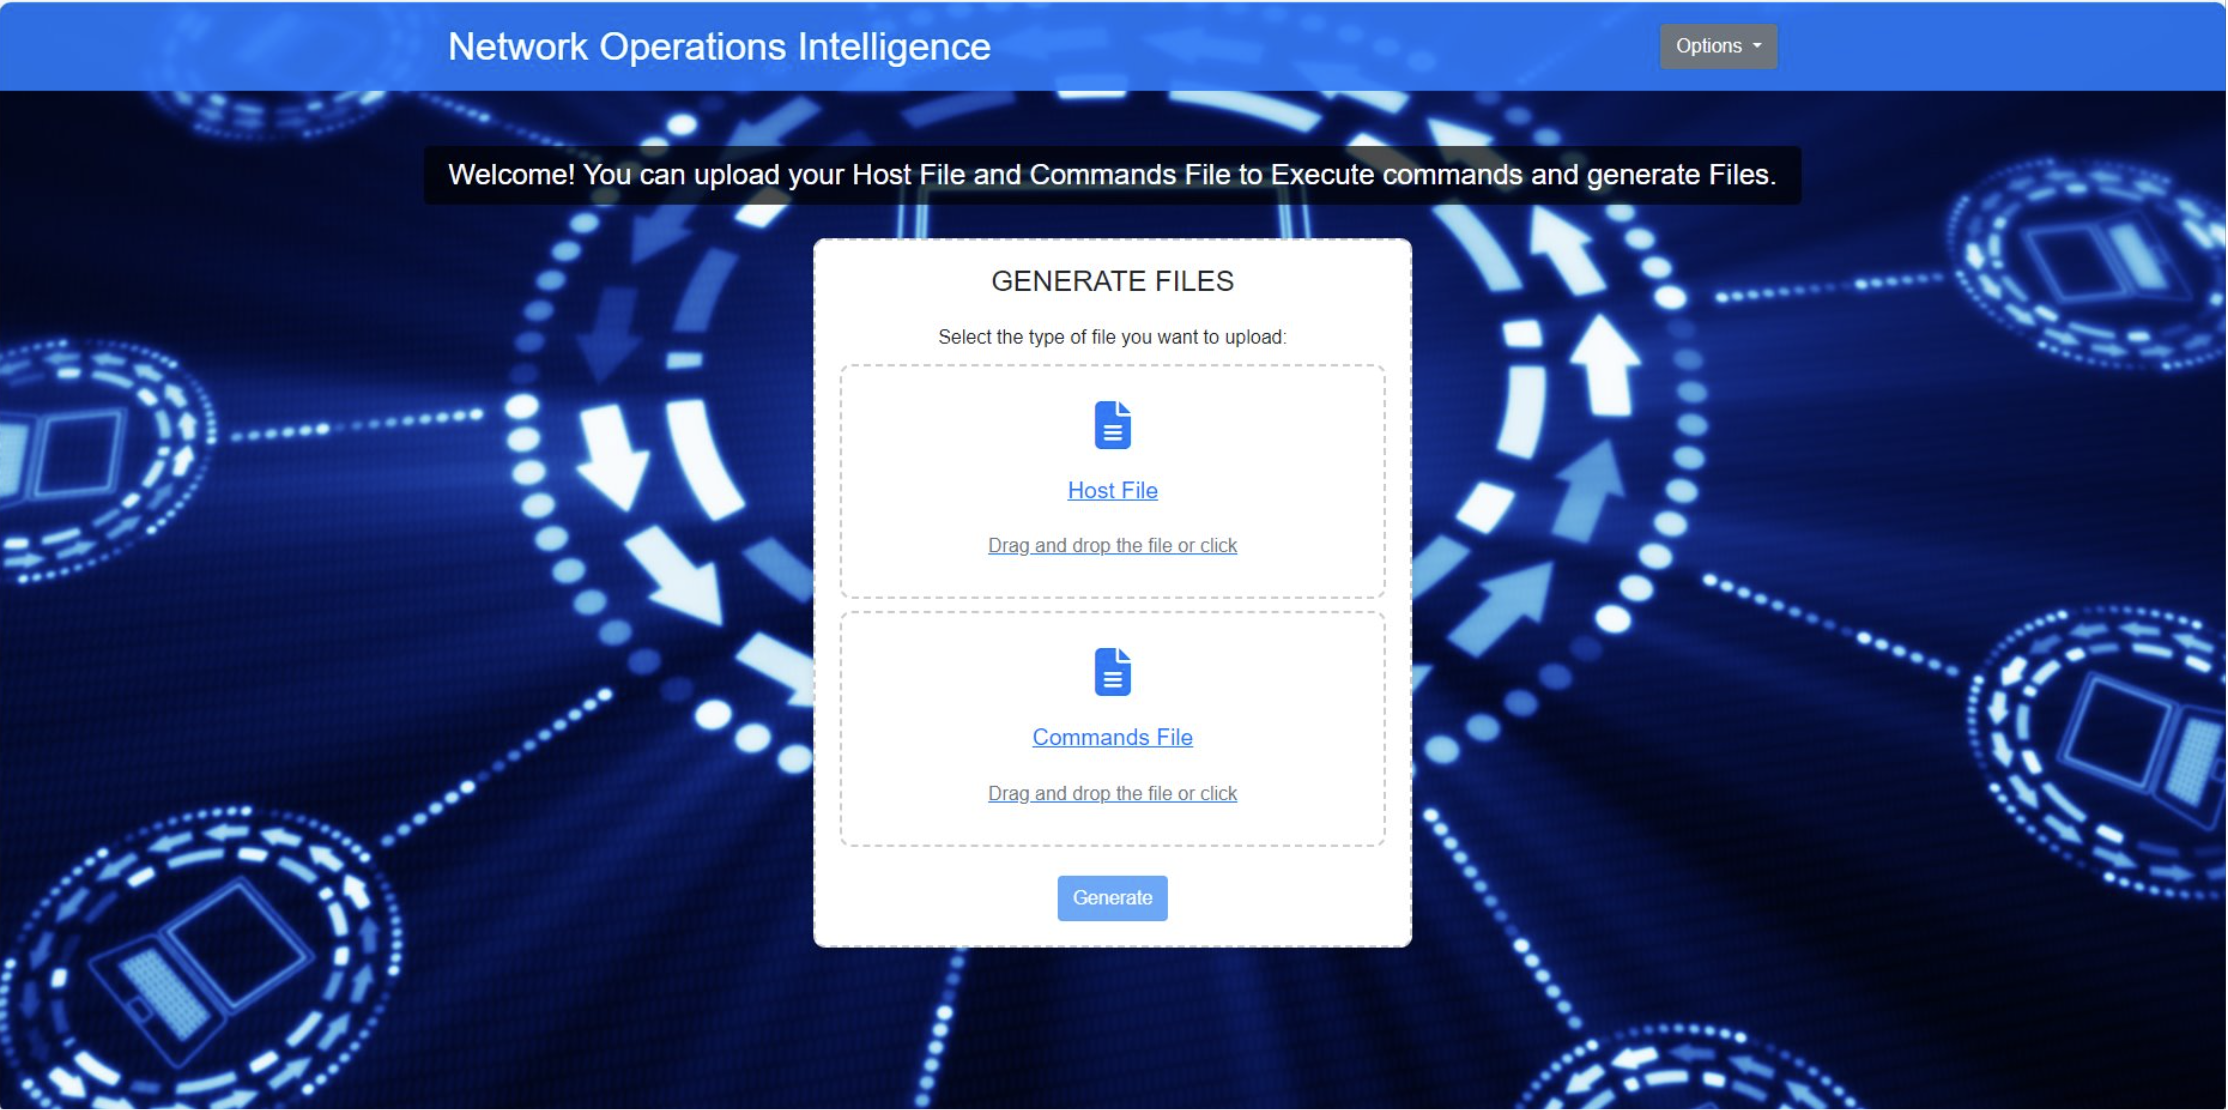 Network Operations Intelligence
Options
Welcome! You can upload your Host File and Commands File to Execute commands and generate Files.
GENERATE FILES
Select the type of file you want to upload:
Host File
Drag and drop the file or click
Commands File
Drag and drop the file or click
Generate